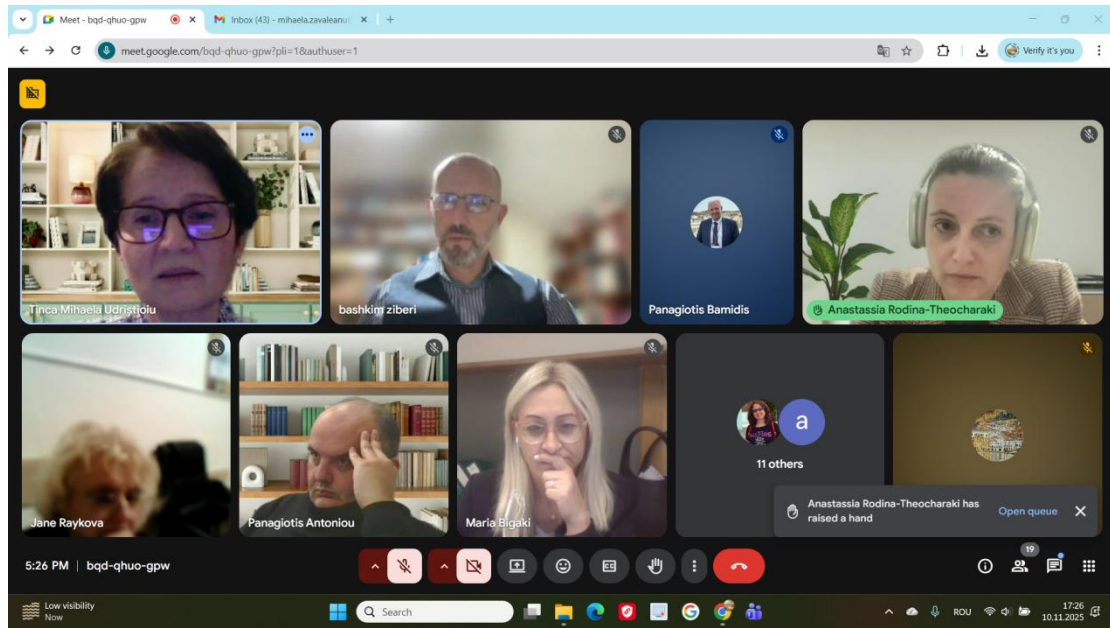 Meet - bqd-qhuo-gpw
Inbox (43) - mihaela.zavaleanu
meet.google.com/bqd-qhuo-gpw?pli=1&authuser=1
Verify it's you
Tinca Mihaela Udriștioiu
bashkim ziberi
Panagiotis Bamidis
Anastassia Rodina-Theocharaki
Jane Raykova
Panagiotis Antoniou
Maria Bigaki
a
11 others
Anastassia Rodina-Theocharaki has
raised a hand
Open queue
5:26 PM | bqd-qhuo-gpw
CC
19
Low visibility
Now
Search
ROU
17:26
10.11.2025